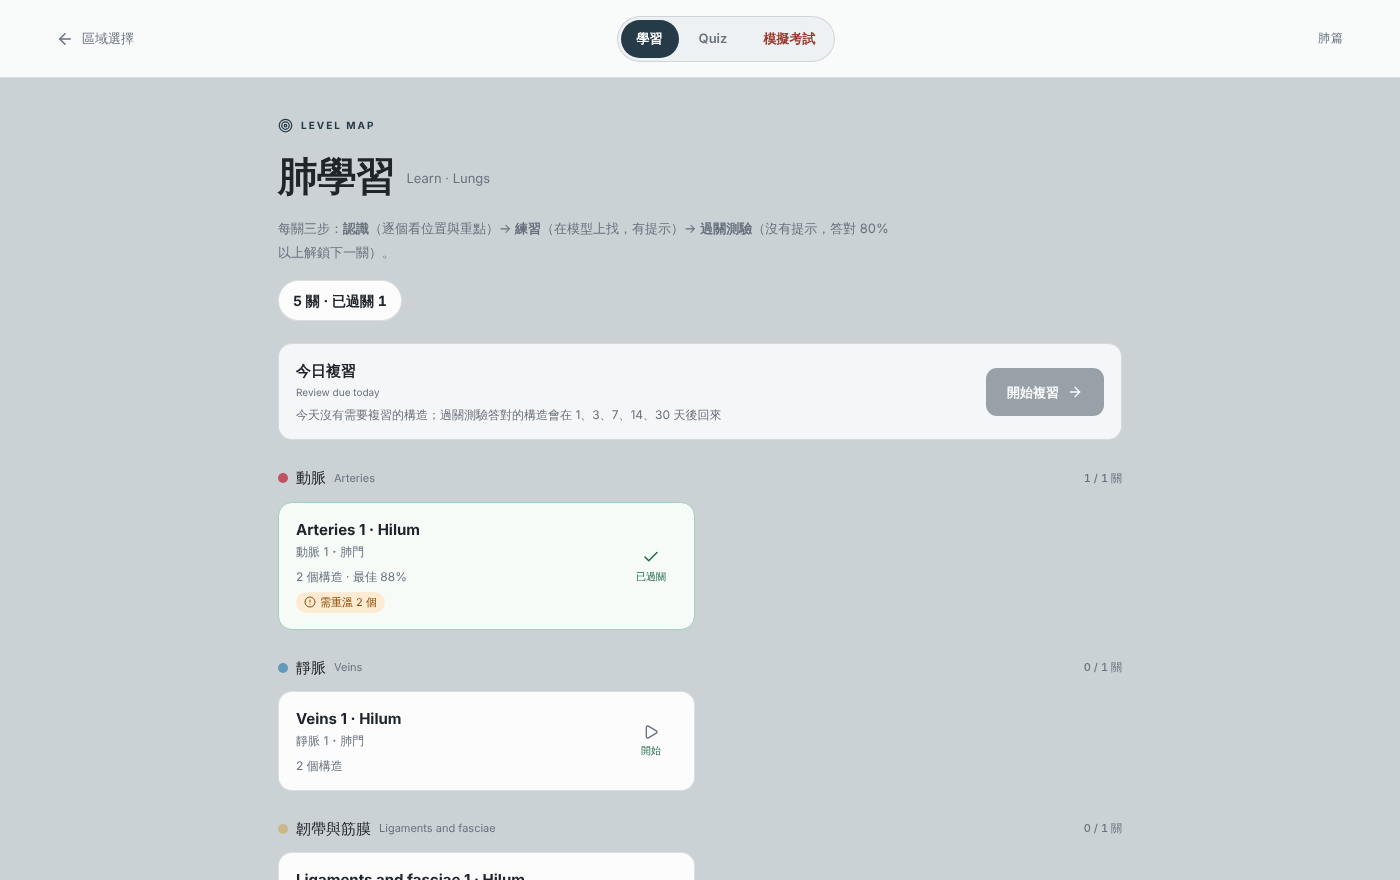 區域選擇
學習
Quiz
模擬考試
肺篇
LEVEL MAP
肺學習 Learn · Lungs
每關三步：認識（逐個看位置與重點）→ 練習（在模型上找，有提示）→ 過關測驗（沒有提示，答對 80%
以上解鎖下一關）。
5 關 · 已過關 1
今日複習
Review due today
今天沒有需要複習的構造；過關測驗答對的構造會在 1、3、7、14、30 天後回來
開始複習
動脈 Arteries
1 / 1 關
Arteries 1 · Hilum
動脈 1・肺門
2 個構造 · 最佳 88%
需重溫 2 個
已過關
靜脈 Veins
0 / 1 關
Veins 1 · Hilum
靜脈 1・肺門
2 個構造
開始
韌帶與筋膜 Ligaments and fasciae
0 / 1 關
Ligaments and fasciae 1 · Hilum